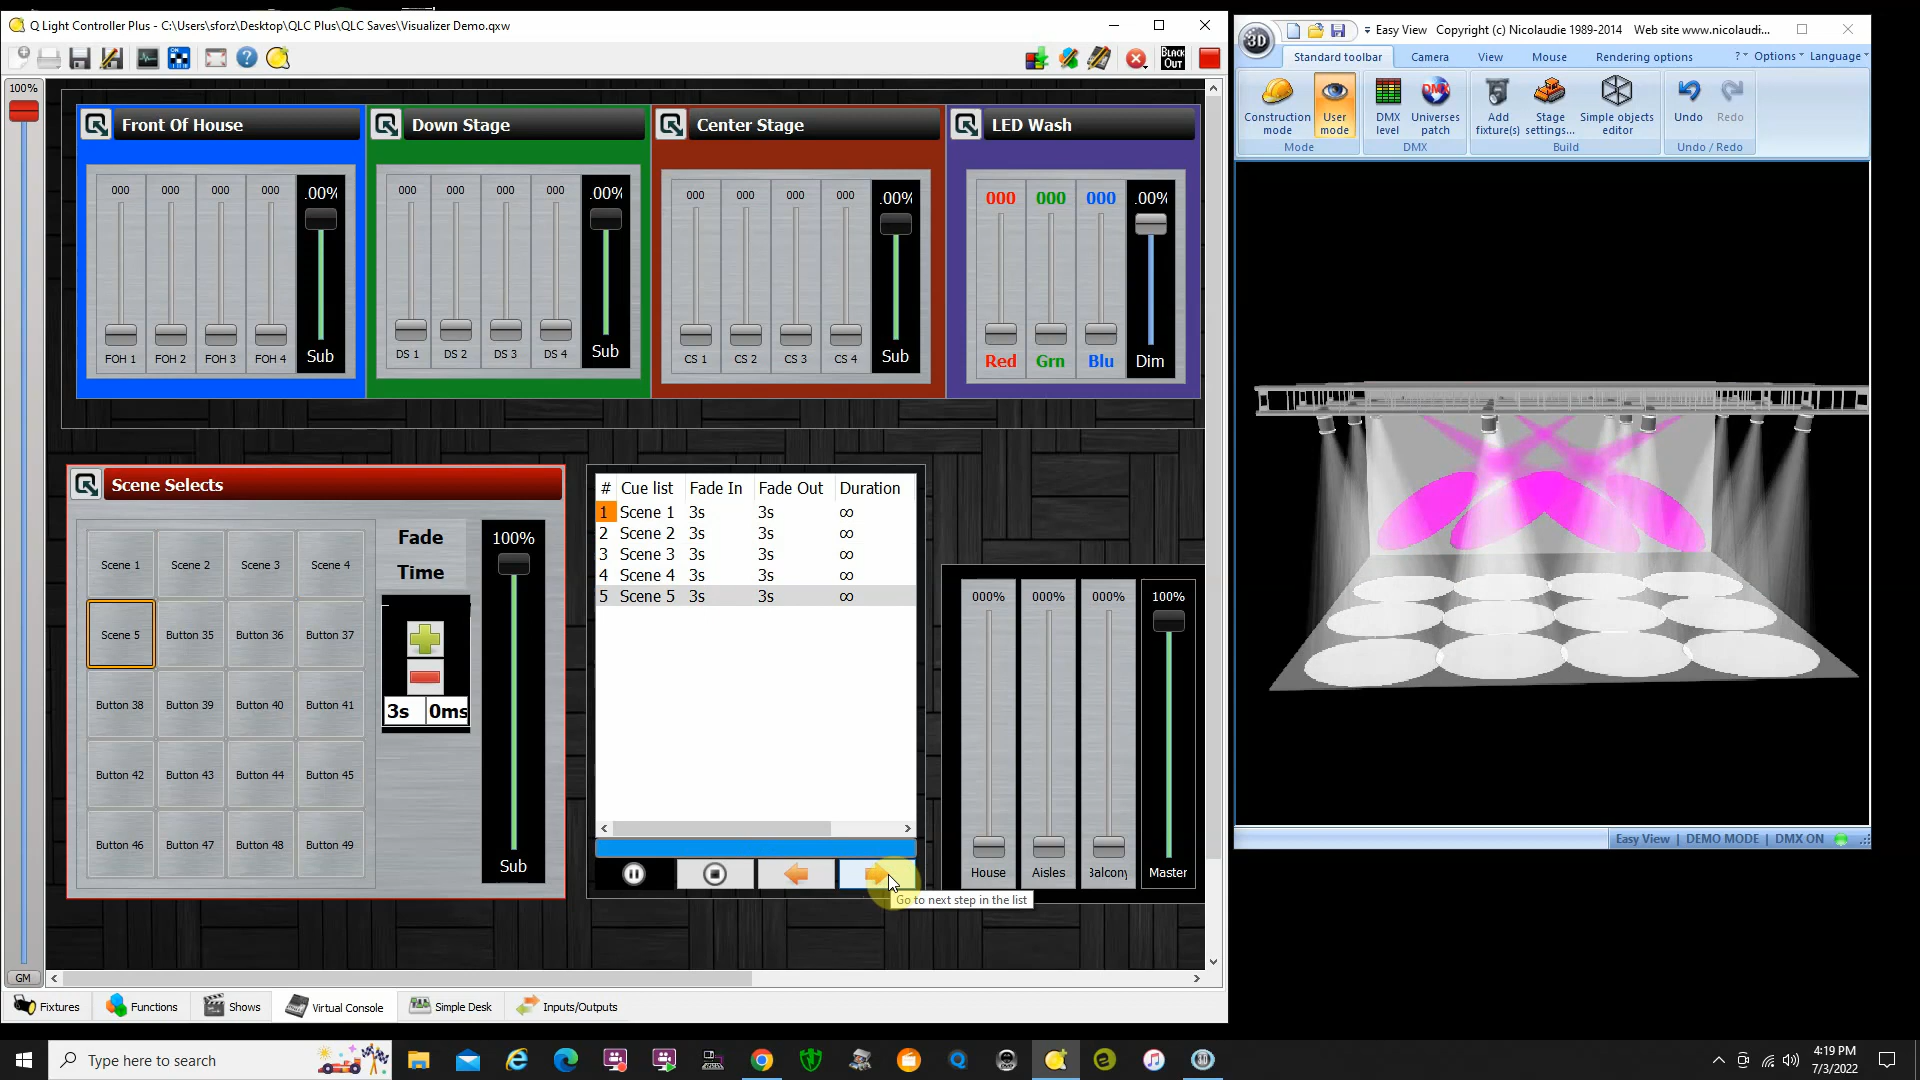 Q Light Controller Plus - C:\Users\sforz\Desktop\QLC Plus\QLC Saves\Visualizer Demo.qxw
BLACK OUT
100%
GM
Front Of House
000 000 000 000 .00%
FOH 1 FOH 2 FOH 3 FOH 4 Sub
Down Stage
000 000 000 000 .00%
DS 1 DS 2 DS 3 DS 4 Sub
Center Stage
000 000 000 000 .00%
CS 1 CS 2 CS 3 CS 4 Sub
LED Wash
000 000 000 .00%
Red Grn Blu Dim
Scene Selects
Scene 1 Scene 2 Scene 3 Scene 4
Scene 5 Button 35 Button 36 Button 37
Button 38 Button 39 Button 40 Button 41
Button 42 Button 43 Button 44 Button 45
Button 46 Button 47 Button 48 Button 49
Fade
Time
3s 0ms
100%
Sub
# Cue list Fade In Fade Out Duration
1 Scene 1 3s 3s ∞
2 Scene 2 3s 3s ∞
3 Scene 3 3s 3s ∞
4 Scene 4 3s 3s ∞
5 Scene 5 3s 3s ∞
Go to next step in the list
000% 000% 000% 100%
House Aisles Balcony Master
Fixtures Functions Shows Virtual Console Simple Desk Inputs/Outputs
3D
Easy View Copyright (c) Nicolaudie 1989-2014 Web site www.nicolaudi...
Standard toolbar Camera View Mouse Rendering options ? Options Language
Construction mode
User mode
DMX level
DMX
Universes patch
Add fixture(s)
Stage settings...
Simple objects editor
Undo Redo
Mode DMX Build Undo / Redo
Easy View DEMO MODE DMX ON
Type here to search
4:19 PM
7/3/2022